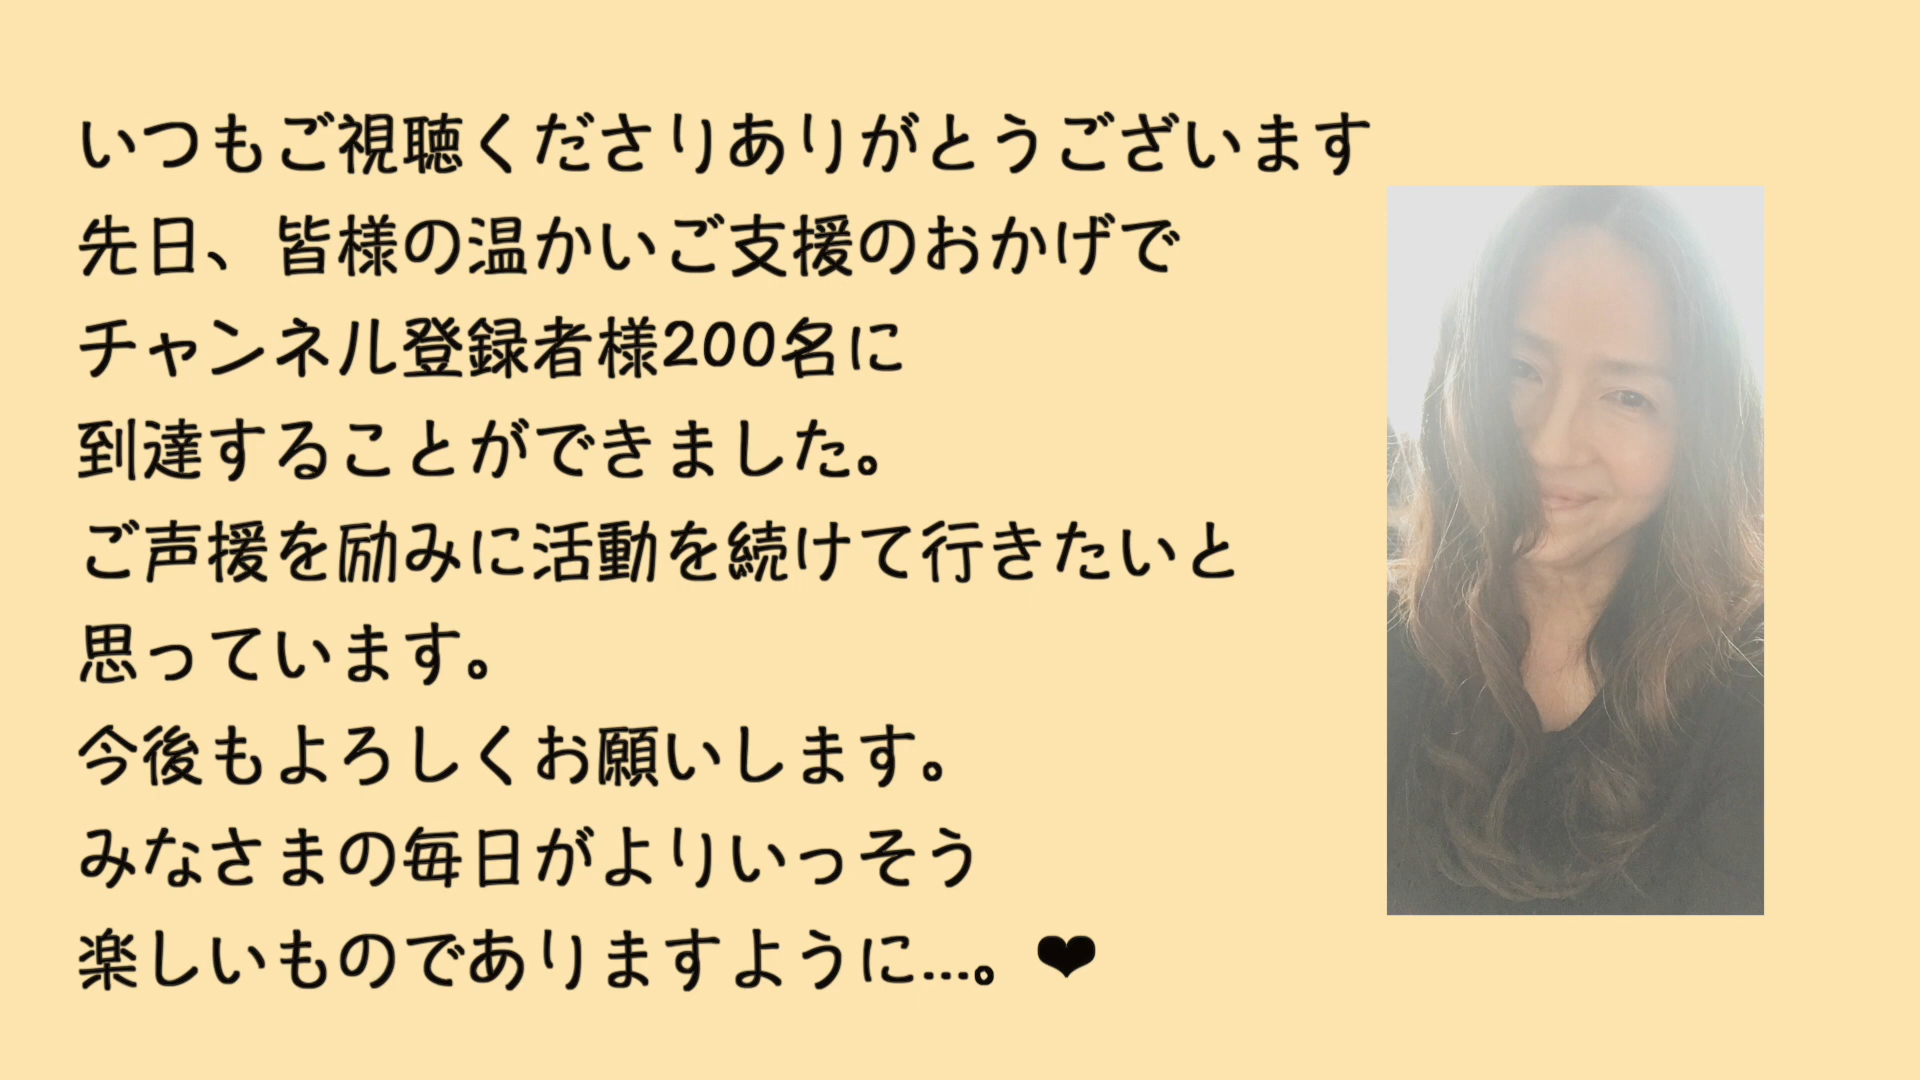 いつもご視聴くださりありがとうございます
先日、皆様の温かいご支援のおかげで
チャンネル登録者様200名に
到達することができました。
ご声援を励みに活動を続けて行きたいと
思っています。
今後もよろしくお願いします。
みなさまの毎日がよりいっそう
楽しいものでありますように...。❤